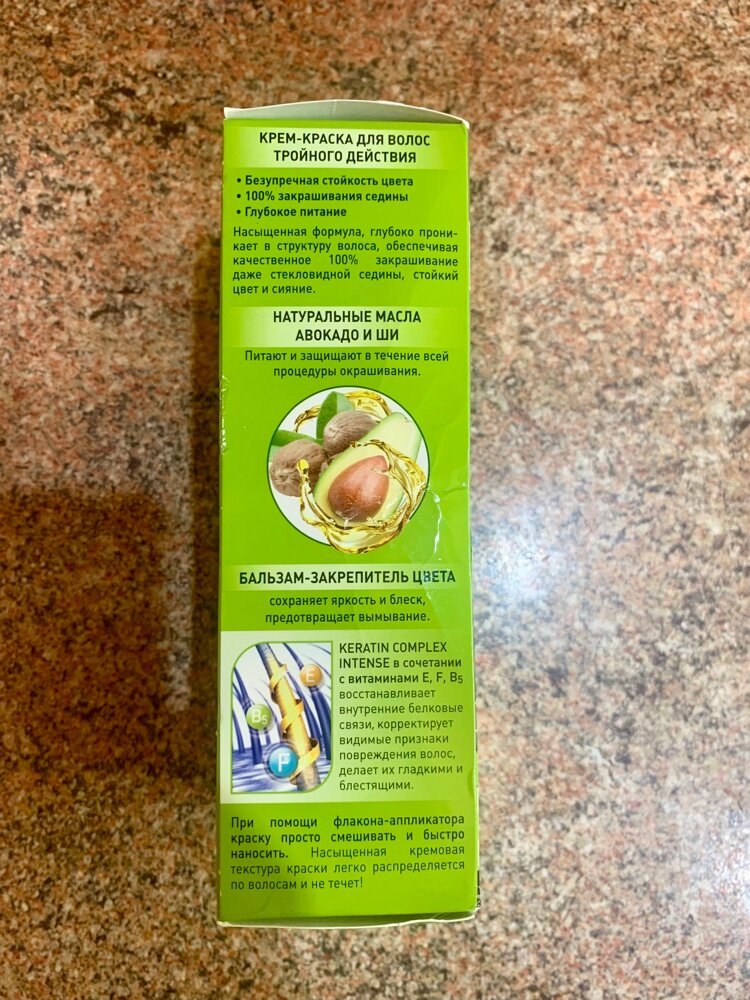 КРЕМ-КРАСКА ДЛЯ ВОЛОС
ТРОЙНОГО ДЕЙСТВИЯ
• Безупречная стойкость цвета
• 100% закрашивания седины
• Глубокое питание
Насыщенная формула, глубоко прони-
кает в структуру волоса, обеспечивая
качественное 100% закрашивание
даже стекловидной седины, стойкий
цвет и сияние.
НАТУРАЛЬНЫЕ МАСЛА
АВОКАДО И ШИ
Питают и защищают в течение всей
процедуры окрашивания.
БАЛЬЗАМ-ЗАКРЕПИТЕЛЬ ЦВЕТА
сохраняет яркость и блеск,
предотвращает вымывание.
E
B5
F
KERATIN COMPLEX
INTENSE в сочетании
с витаминами E, F, B5
восстанавливает
внутренние белковые
связи, корректирует
видимые признаки
повреждения волос,
делает их гладкими и
блестящими.
При помощи флакона-аппликатора
краску просто смешивать и быстро
наносить. Насыщенная кремовая
текстура краски легко распределяется
по волосам и не течет!